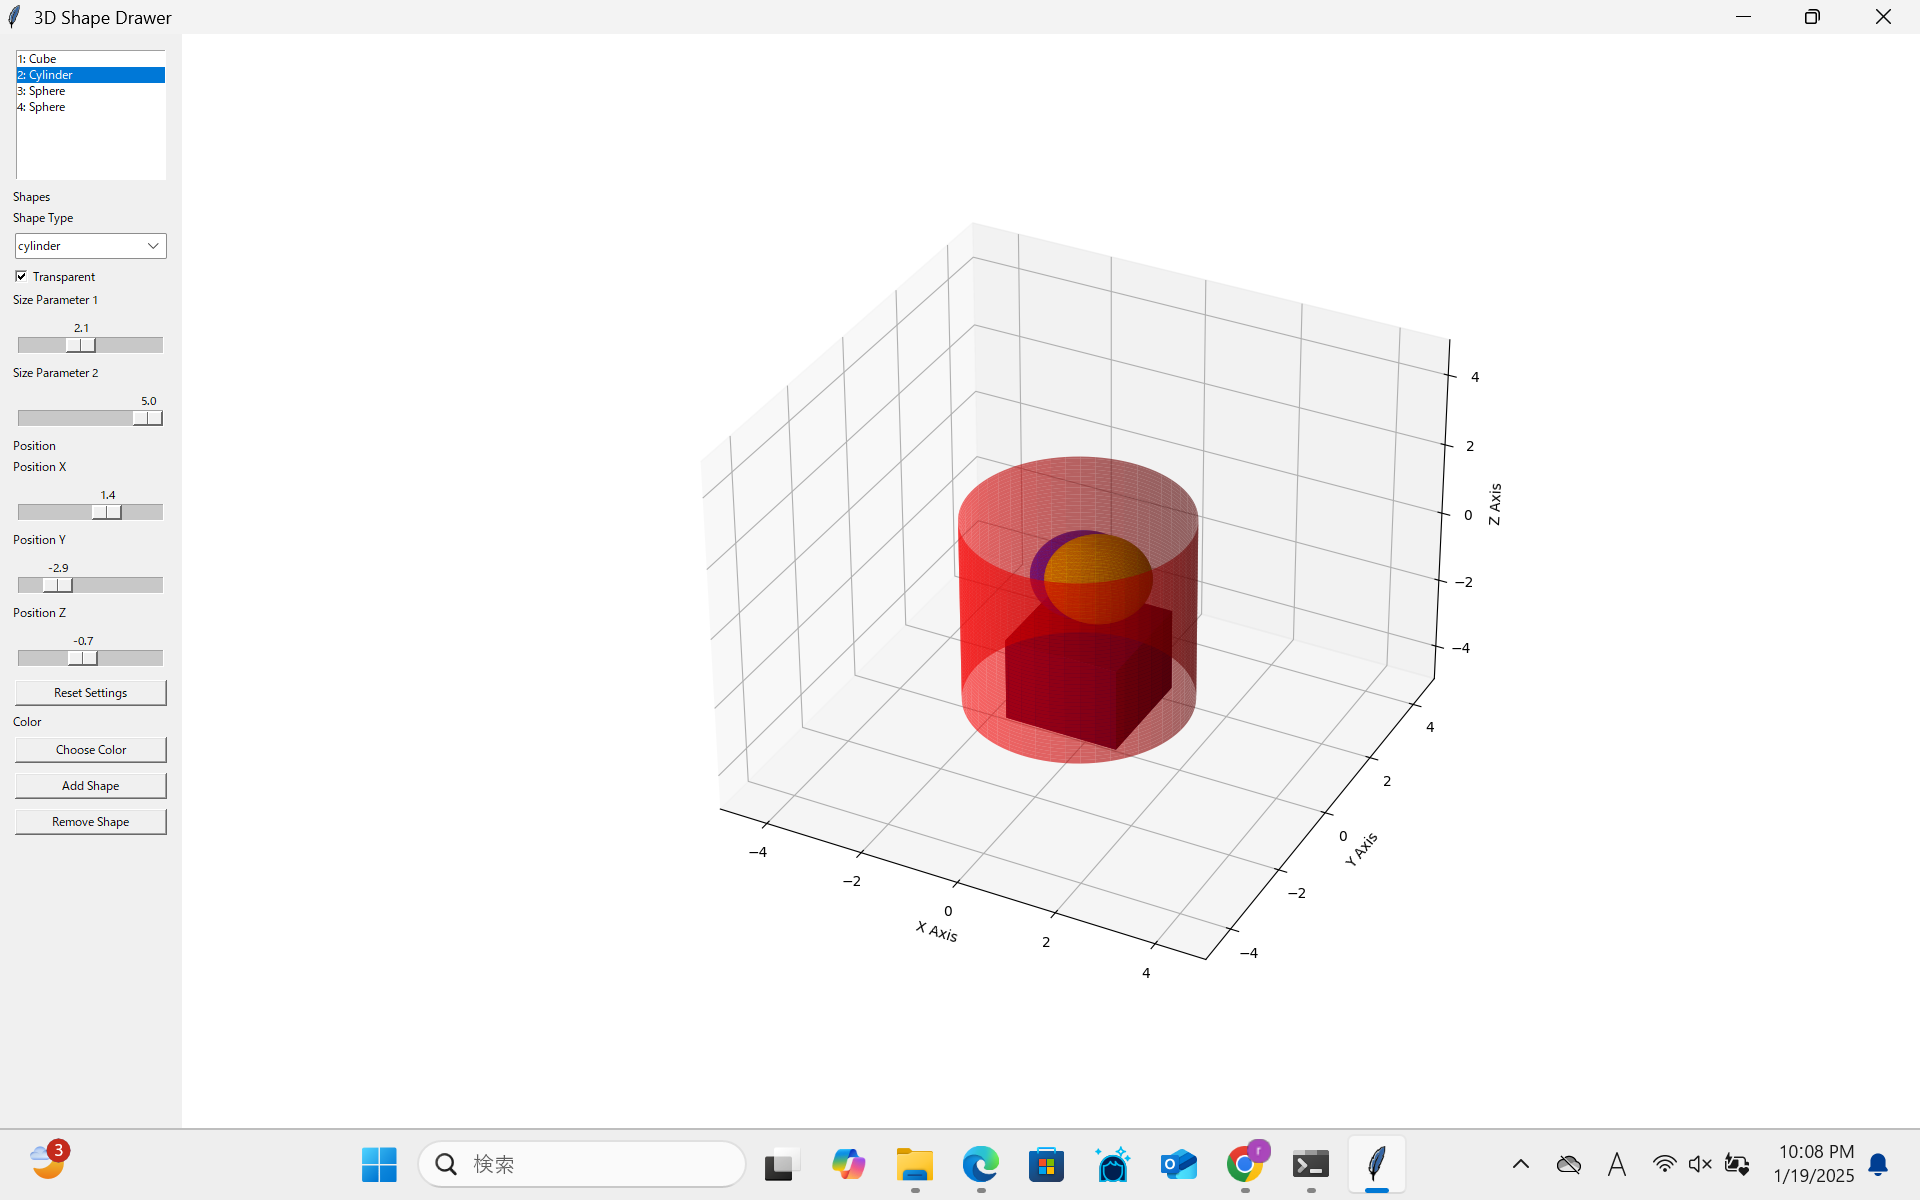 3D Shape Drawer
1: Cube
2: Cylinder
3: Sphere
4: Sphere
Shapes
Shape Type
cylinder
Transparent
Size Parameter 1
2.1
Size Parameter 2
5.0
Position
Position X
1.4
Position Y
-2.9
Position Z
-0.7
Reset Settings
Color
Choose Color
Add Shape
Remove Shape
4
2
0
−2
−4
Z Axis
4
2
0
−2
−4
Y Axis
−4
−2
0
2
4
X Axis
3
検索
r
A
10:08 PM
1/19/2025